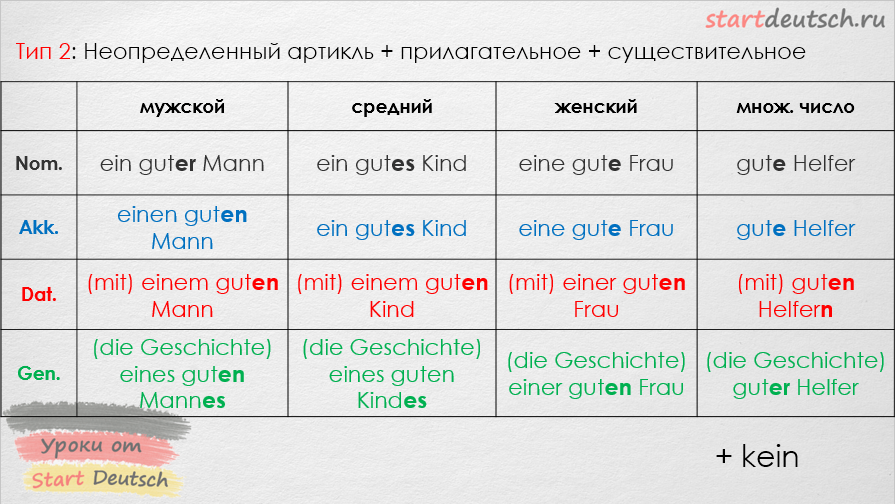 startdeutsch.ru
Тип 2: Неопределенный артикль + прилагательное + существительное
мужской средний женский множ. число
Nom. ein guter Mann ein gutes Kind eine gute Frau gute Helfer
Akk. einen guten Mann ein gutes Kind eine gute Frau gute Helfer
Dat. (mit) einem guten Mann (mit) einem guten Kind (mit) einer guten Frau (mit) guten Helfern
Gen. (die Geschichte) eines guten Mannes (die Geschichte) eines guten Kindes (die Geschichte) einer guten Frau (die Geschichte) guter Helfer
Уроки от
Start Deutsch
+ kein